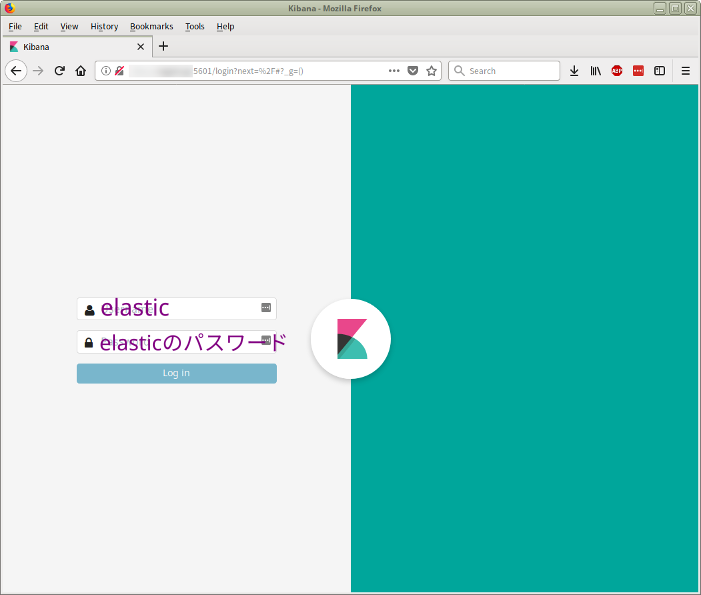 Kibana - Mozilla Firefox
File Edit View History Bookmarks Tools Help
Kibana
5601/login?next=%2F#?_g=()
Search
ABP
elastic
elasticのパスワード
Log in